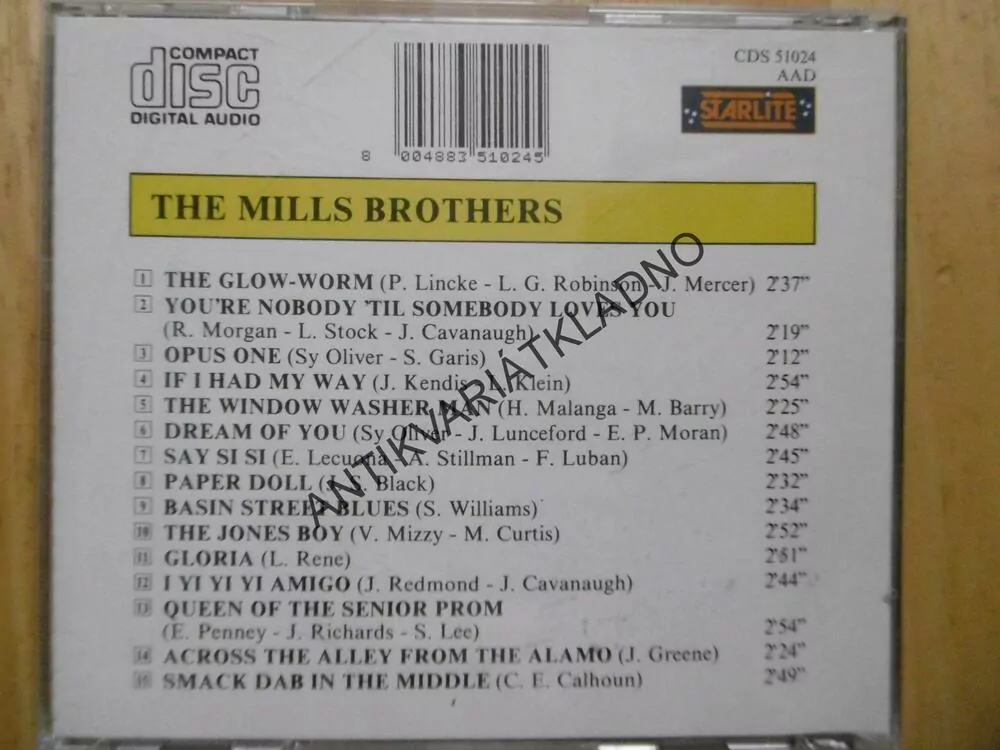 COMPACT
disc
DIGITAL AUDIO
8 004883 510245
CDS 51024
AAD
STARLITE
THE MILLS BROTHERS
1 THE GLOW-WORM (P. Lincke - L. G. Robinson - J. Mercer) 2'37"
2 YOU'RE NOBODY 'TIL SOMEBODY LOVES YOU
(R. Morgan - L. Stock - J. Cavanaugh) 2'19"
3 OPUS ONE (Sy Oliver - S. Garis) 2'12"
4 IF I HAD MY WAY (J. Kendis - L. Klein) 2'54"
5 THE WINDOW WASHER MAN (H. Malanga - M. Barry) 2'25"
6 DREAM OF YOU (Sy Oliver - J. Lunceford - E. P. Moran) 2'48"
7 SAY SI SI (E. Lecuona - A. Stillman - F. Luban) 2'45"
8 PAPER DOLL (J. S. Black) 2'32"
9 BASIN STREET BLUES (S. Williams) 2'34"
10 THE JONES BOY (V. Mizzy - M. Curtis) 2'52"
11 GLORIA (L. Rene) 2'51"
12 I YI YI YI AMIGO (J. Redmond - J. Cavanaugh) 2'44"
13 QUEEN OF THE SENIOR PROM
(E. Penney - J. Richards - S. Lee) 2'54"
14 ACROSS THE ALLEY FROM THE ALAMO (J. Greene) 2'24"
15 SMACK DAB IN THE MIDDLE (C. E. Calhoun) 2'49"
ANTIKVARIÁTKLADNO